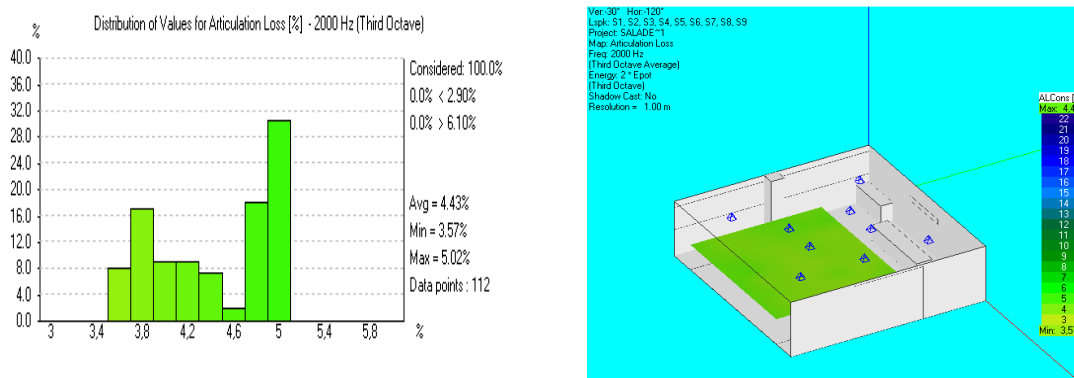 Distribution of Values for Articulation Loss [%] - 2000 Hz (Third Octave)
%
40.0
36.0
32.0
28.0
24.0
20.0
16.0
12.0
8.0
4.0
0.0
3 3,4 3,8 4,2 4,6 5 5,4 5,8 %
Considered: 100.0%
0.0% < 2.90%
0.0% > 6.10%
Avg = 4.43%
Min = 3.57%
Max = 5.02%
Data points : 112
Ver:-30° Hor:-120°
Lspk: S1, S2, S3, S4, S5, S6, S7, S8, S9
Project: SALADE~1
Map: Articulation Loss
Freq: 2000 Hz
(Third Octave Average)
Energy: 2 * Epot
(Third Octave)
Shadow Cast: No
Resolution = 1.00 m
ALCons [
Max: 4,4
22
21
20
19
18
17
16
15
14
13
12
11
10
9
8
7
6
5
4
3
Min: 3,5